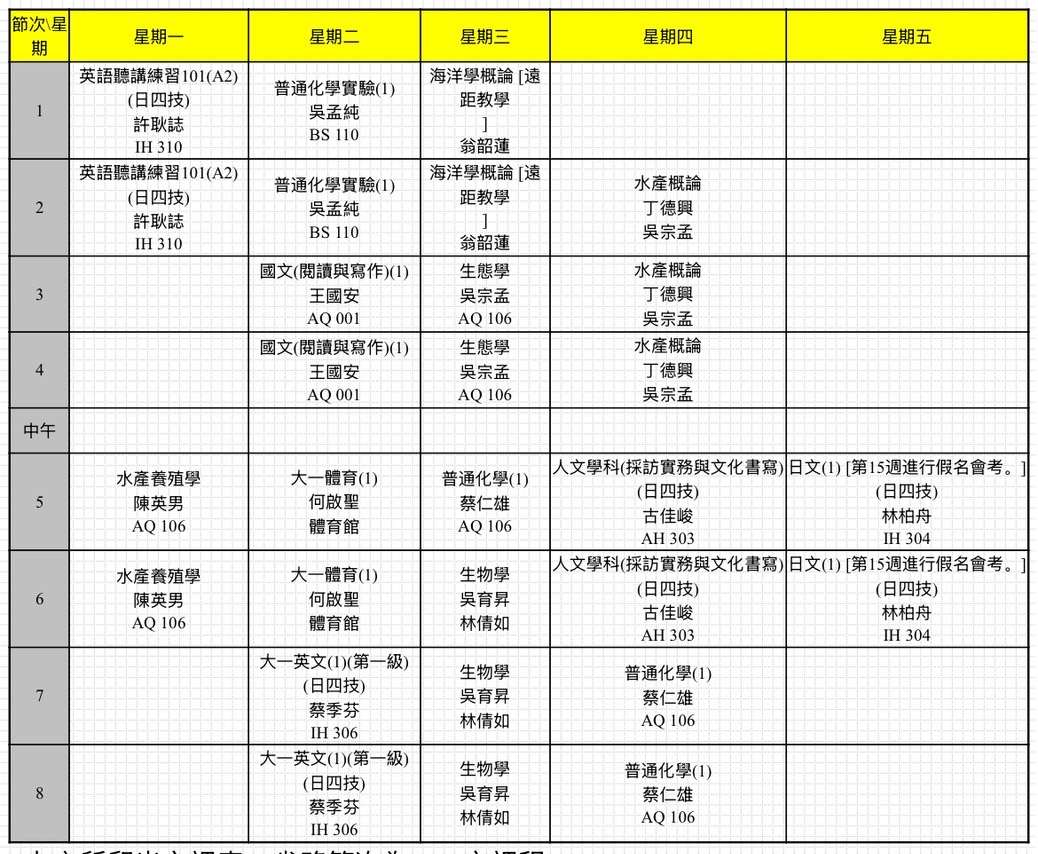 節次\星
期
星期一
星期二
星期三
星期四
星期五
1
英語聽講練習101(A2)
(日四技)
許耿誌
IH 310
普通化學實驗(1)
吳孟純
BS 110
海洋學概論 [遠
距教學
]
翁韶蓮
2
英語聽講練習101(A2)
(日四技)
許耿誌
IH 310
普通化學實驗(1)
吳孟純
BS 110
海洋學概論 [遠
距教學
]
翁韶蓮
水產概論
丁德興
吳宗孟
3
國文(閱讀與寫作)(1)
王國安
AQ 001
生態學
吳宗孟
AQ 106
水產概論
丁德興
吳宗孟
4
國文(閱讀與寫作)(1)
王國安
AQ 001
生態學
吳宗孟
AQ 106
水產概論
丁德興
吳宗孟
中午
5
水產養殖學
陳英男
AQ 106
大一體育(1)
何啟聖
體育館
普通化學(1)
蔡仁雄
AQ 106
人文學科(採訪實務與文化書寫)
(日四技)
古佳峻
AH 303
日文(1) [第15週進行假名會考。]
(日四技)
林柏舟
IH 304
6
水產養殖學
陳英男
AQ 106
大一體育(1)
何啟聖
體育館
生物學
吳育昇
林倩如
人文學科(採訪實務與文化書寫)
(日四技)
古佳峻
AH 303
日文(1) [第15週進行假名會考。]
(日四技)
林柏舟
IH 304
7
大一英文(1)(第一級)
(日四技)
蔡季芬
IH 306
生物學
吳育昇
林倩如
普通化學(1)
蔡仁雄
AQ 106
8
大一英文(1)(第一級)
(日四技)
蔡季芬
IH 306
生物學
吳育昇
林倩如
普通化學(1)
蔡仁雄
AQ 106